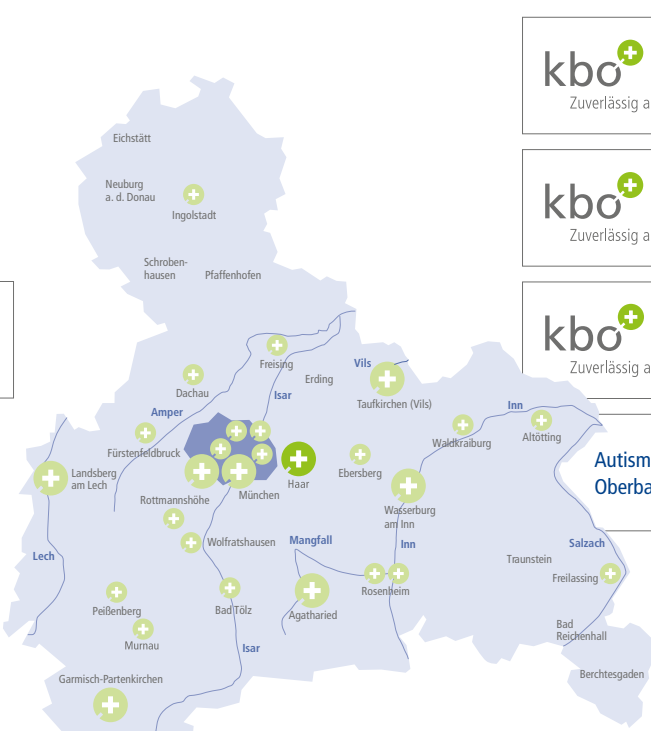 kbo
Zuverlässig a
kbo
Zuverlässig a
kbo
Zuverlässig a
Autism
Oberba
Eichstätt
Neuburg
a. d. Donau
Ingolstadt
Schroben-
hausen
Pfaffenhofen
Freising
Erding
Vils
Isar
Taufkirchen (Vils)
Dachau
Amper
Inn
Fürstenfeldbruck
Waldkraiburg
Altötting
Landsberg
am Lech
Rottmannshöhe
München
Haar
Ebersberg
Wasserburg
am Inn
Wolfratshausen
Mangfall
Inn
Salzach
Lech
Traunstein
Freilassing
Peißenberg
Bad Tölz
Agatharied
Rosenheim
Murnau
Isar
Bad
Reichenhall
Garmisch-Partenkirchen
Berchtesgaden